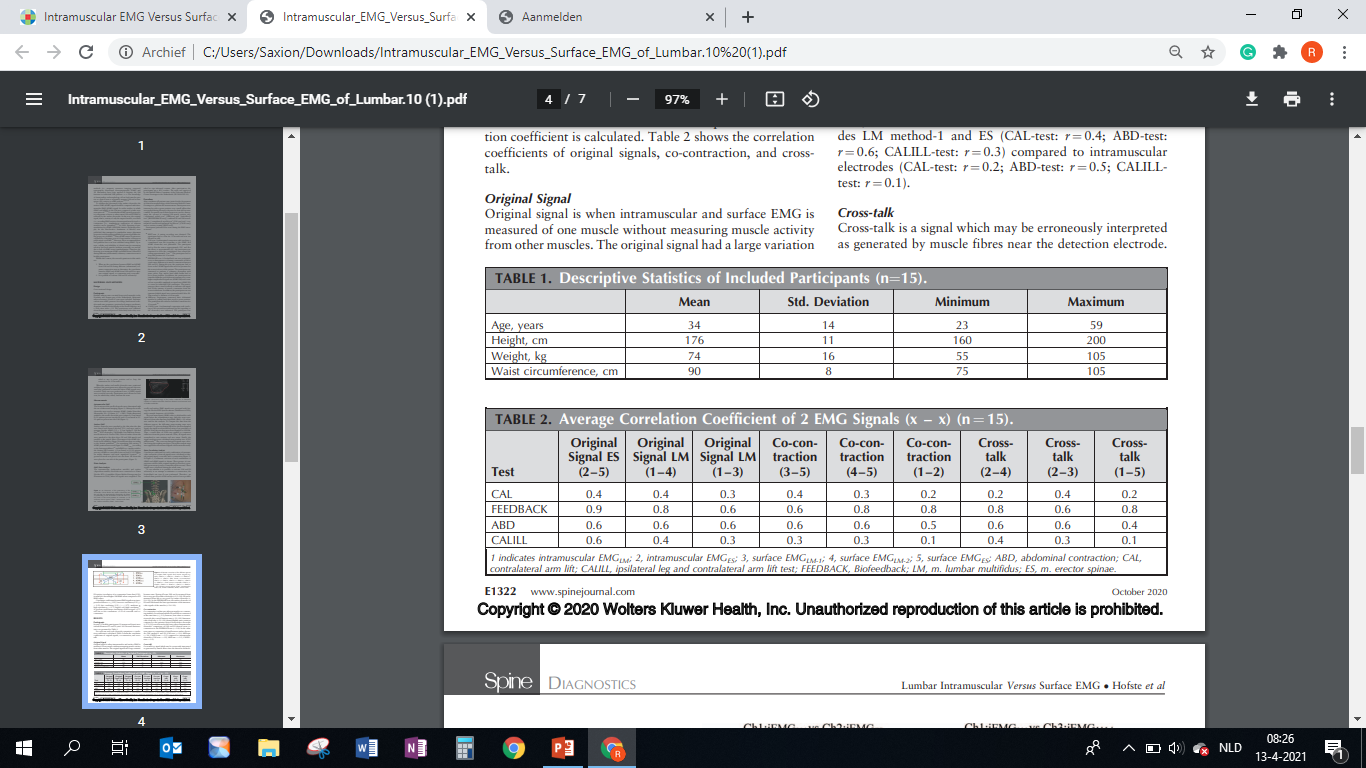 Intramuscular EMG Versus Surfac
Intramuscular_EMG_Versus_Surfa
Aanmelden
Archief
C:/Users/Saxion/Downloads/Intramuscular_EMG_Versus_Surface_EMG_of_Lumbar.10%20(1).pdf
R
Intramuscular_EMG_Versus_Surface_EMG_of_Lumbar.10 (1).pdf
4 / 7
97%
1
2
3
4
tion coefficient is calculated. Table 2 shows the correlation
coefficients of original signals, co-contraction, and cross-
talk.
Original Signal
Original signal is when intramuscular and surface EMG is
measured of one muscle without measuring muscle activity
from other muscles. The original signal had a large variation
des LM method-1 and ES (CAL-test: r = 0.4; ABD-test:
r = 0.6; CALILL-test: r = 0.3) compared to intramuscular
electrodes (CAL-test: r = 0.2; ABD-test: r = 0.5; CALILL-
test: r = 0.1).
Cross-talk
Cross-talk is a signal which may be erroneously interpreted
as generated by muscle fibres near the detection electrode.
TABLE 1. Descriptive Statistics of Included Participants (n=15).
Mean Std. Deviation Minimum Maximum
Age, years 34 14 23 59
Height, cm 176 11 160 200
Weight, kg 74 16 55 105
Waist circumference, cm 90 8 75 105
TABLE 2. Average Correlation Coefficient of 2 EMG Signals (x – x) (n = 15).
Original Original Original Co-con- Co-con- Co-con- Cross- Cross- Cross-
Signal ES Signal LM Signal LM traction traction traction talk talk talk
Test (2–5) (1–4) (1–3) (3–5) (4–5) (1–2) (2–4) (2–3) (1–5)
CAL 0.4 0.4 0.3 0.4 0.3 0.2 0.2 0.4 0.2
FEEDBACK 0.9 0.8 0.6 0.6 0.8 0.8 0.8 0.6 0.8
ABD 0.6 0.6 0.6 0.6 0.6 0.5 0.6 0.6 0.4
CALILL 0.6 0.4 0.3 0.3 0.3 0.1 0.4 0.3 0.1
1 indicates intramuscular EMGLM; 2, intramuscular EMGES; 3, surface EMGLM-1; 4, surface EMGLM-2; 5, surface EMGES; ABD, abdominal contraction; CAL,
contralateral arm lift; CALILL, ipsilateral leg and contralateral arm lift test; FEEDBACK, Biofeedback; LM, m. lumbar multifidus; ES, m. erector spinae.
E1322 www.spinejournal.com October 2020
Copyright © 2020 Wolters Kluwer Health, Inc. Unauthorized reproduction of this article is prohibited.
Spine DIAGNOSTICS Lumbar Intramuscular Versus Surface EMG • Hofste et al
NLD
08:26
13-4-2021
1